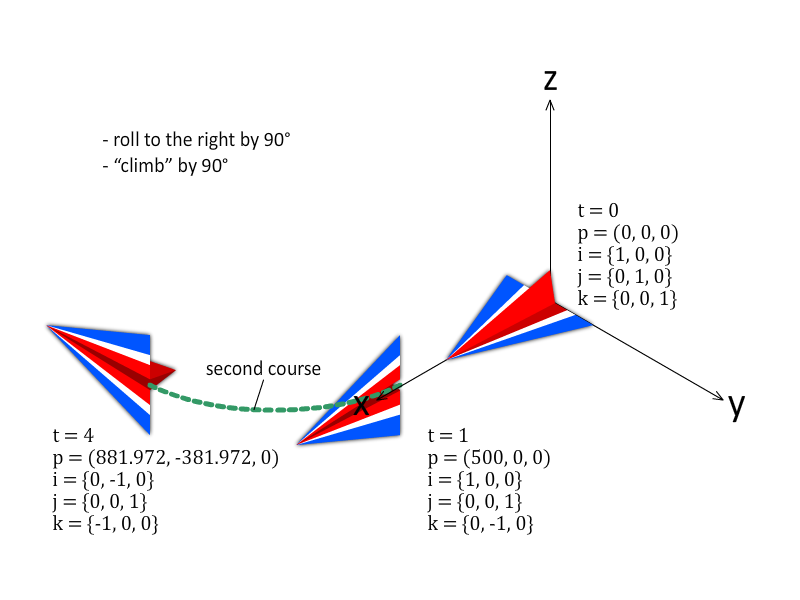 z
- roll to the right by 90°
- “climb” by 90°
t = 0
p = (0, 0, 0)
i = {1, 0, 0}
j = {0, 1, 0}
k = {0, 0, 1}
second course
x
y
t = 4
p = (881.972, -381.972, 0)
i = {0, -1, 0}
j = {0, 0, 1}
k = {-1, 0, 0}
t = 1
p = (500, 0, 0)
i = {1, 0, 0}
j = {0, 0, 1}
k = {0, -1, 0}